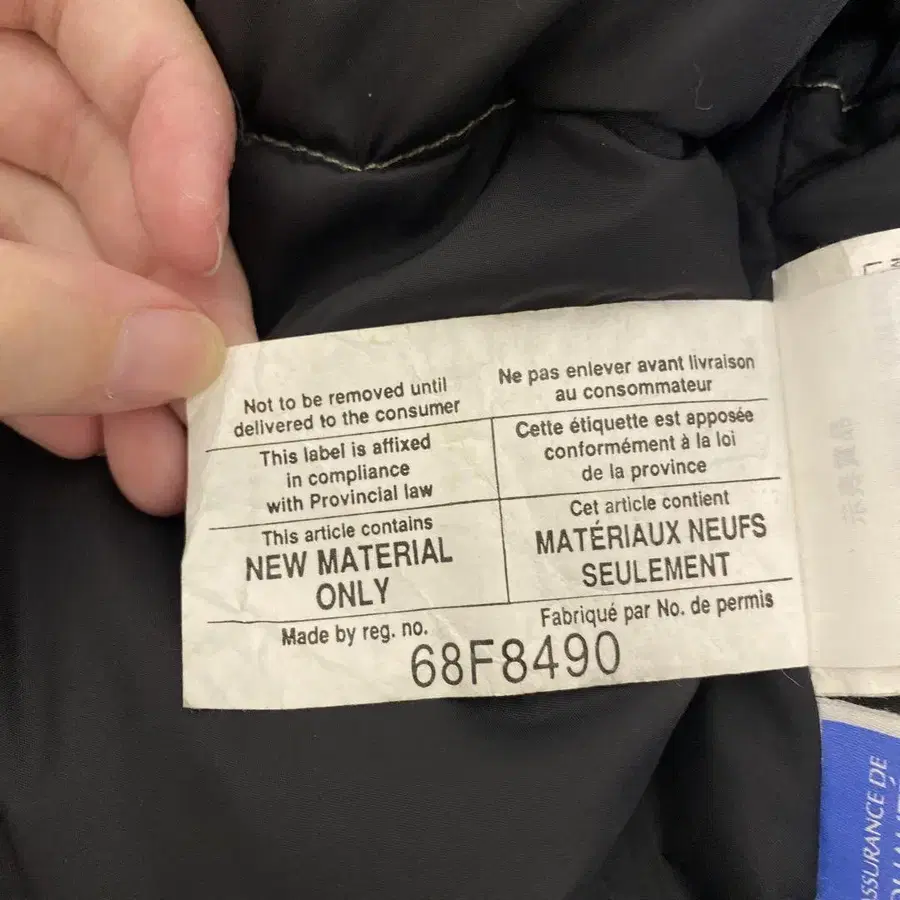 Not to be removed until
delivered to the consumer
Ne pas enlever avant livraison
au consommateur
This label is affixed
in compliance
with Provincial law
Cette étiquette est apposée
conformément à la loi
de la province
This article contains
NEW MATERIAL
ONLY
Cet article contient
MATÉRIAUX NEUFS
SEULEMENT
Made by reg. no.
Fabriqué par No. de permis
68F8490
ASSURANCE DE